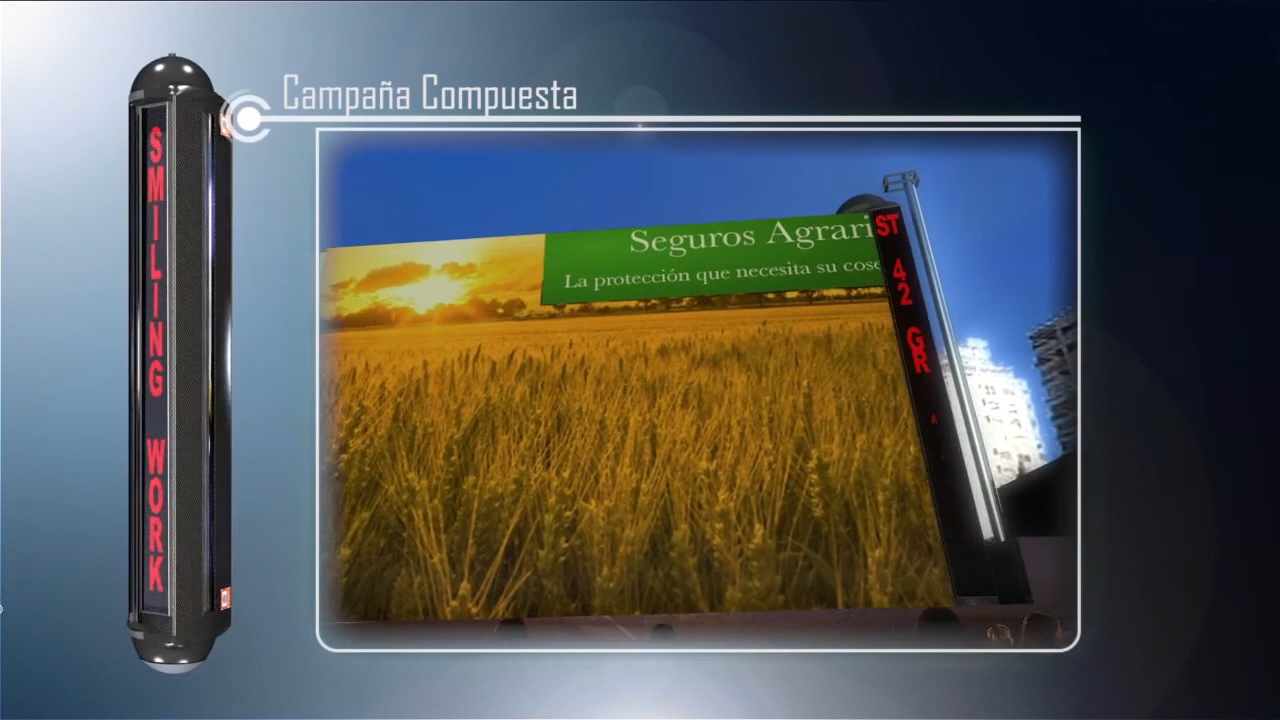 Campaña Compuesta
SMILING WORK
Seguros Agrari
La protección que necesita su cose
ST 42 GR
A